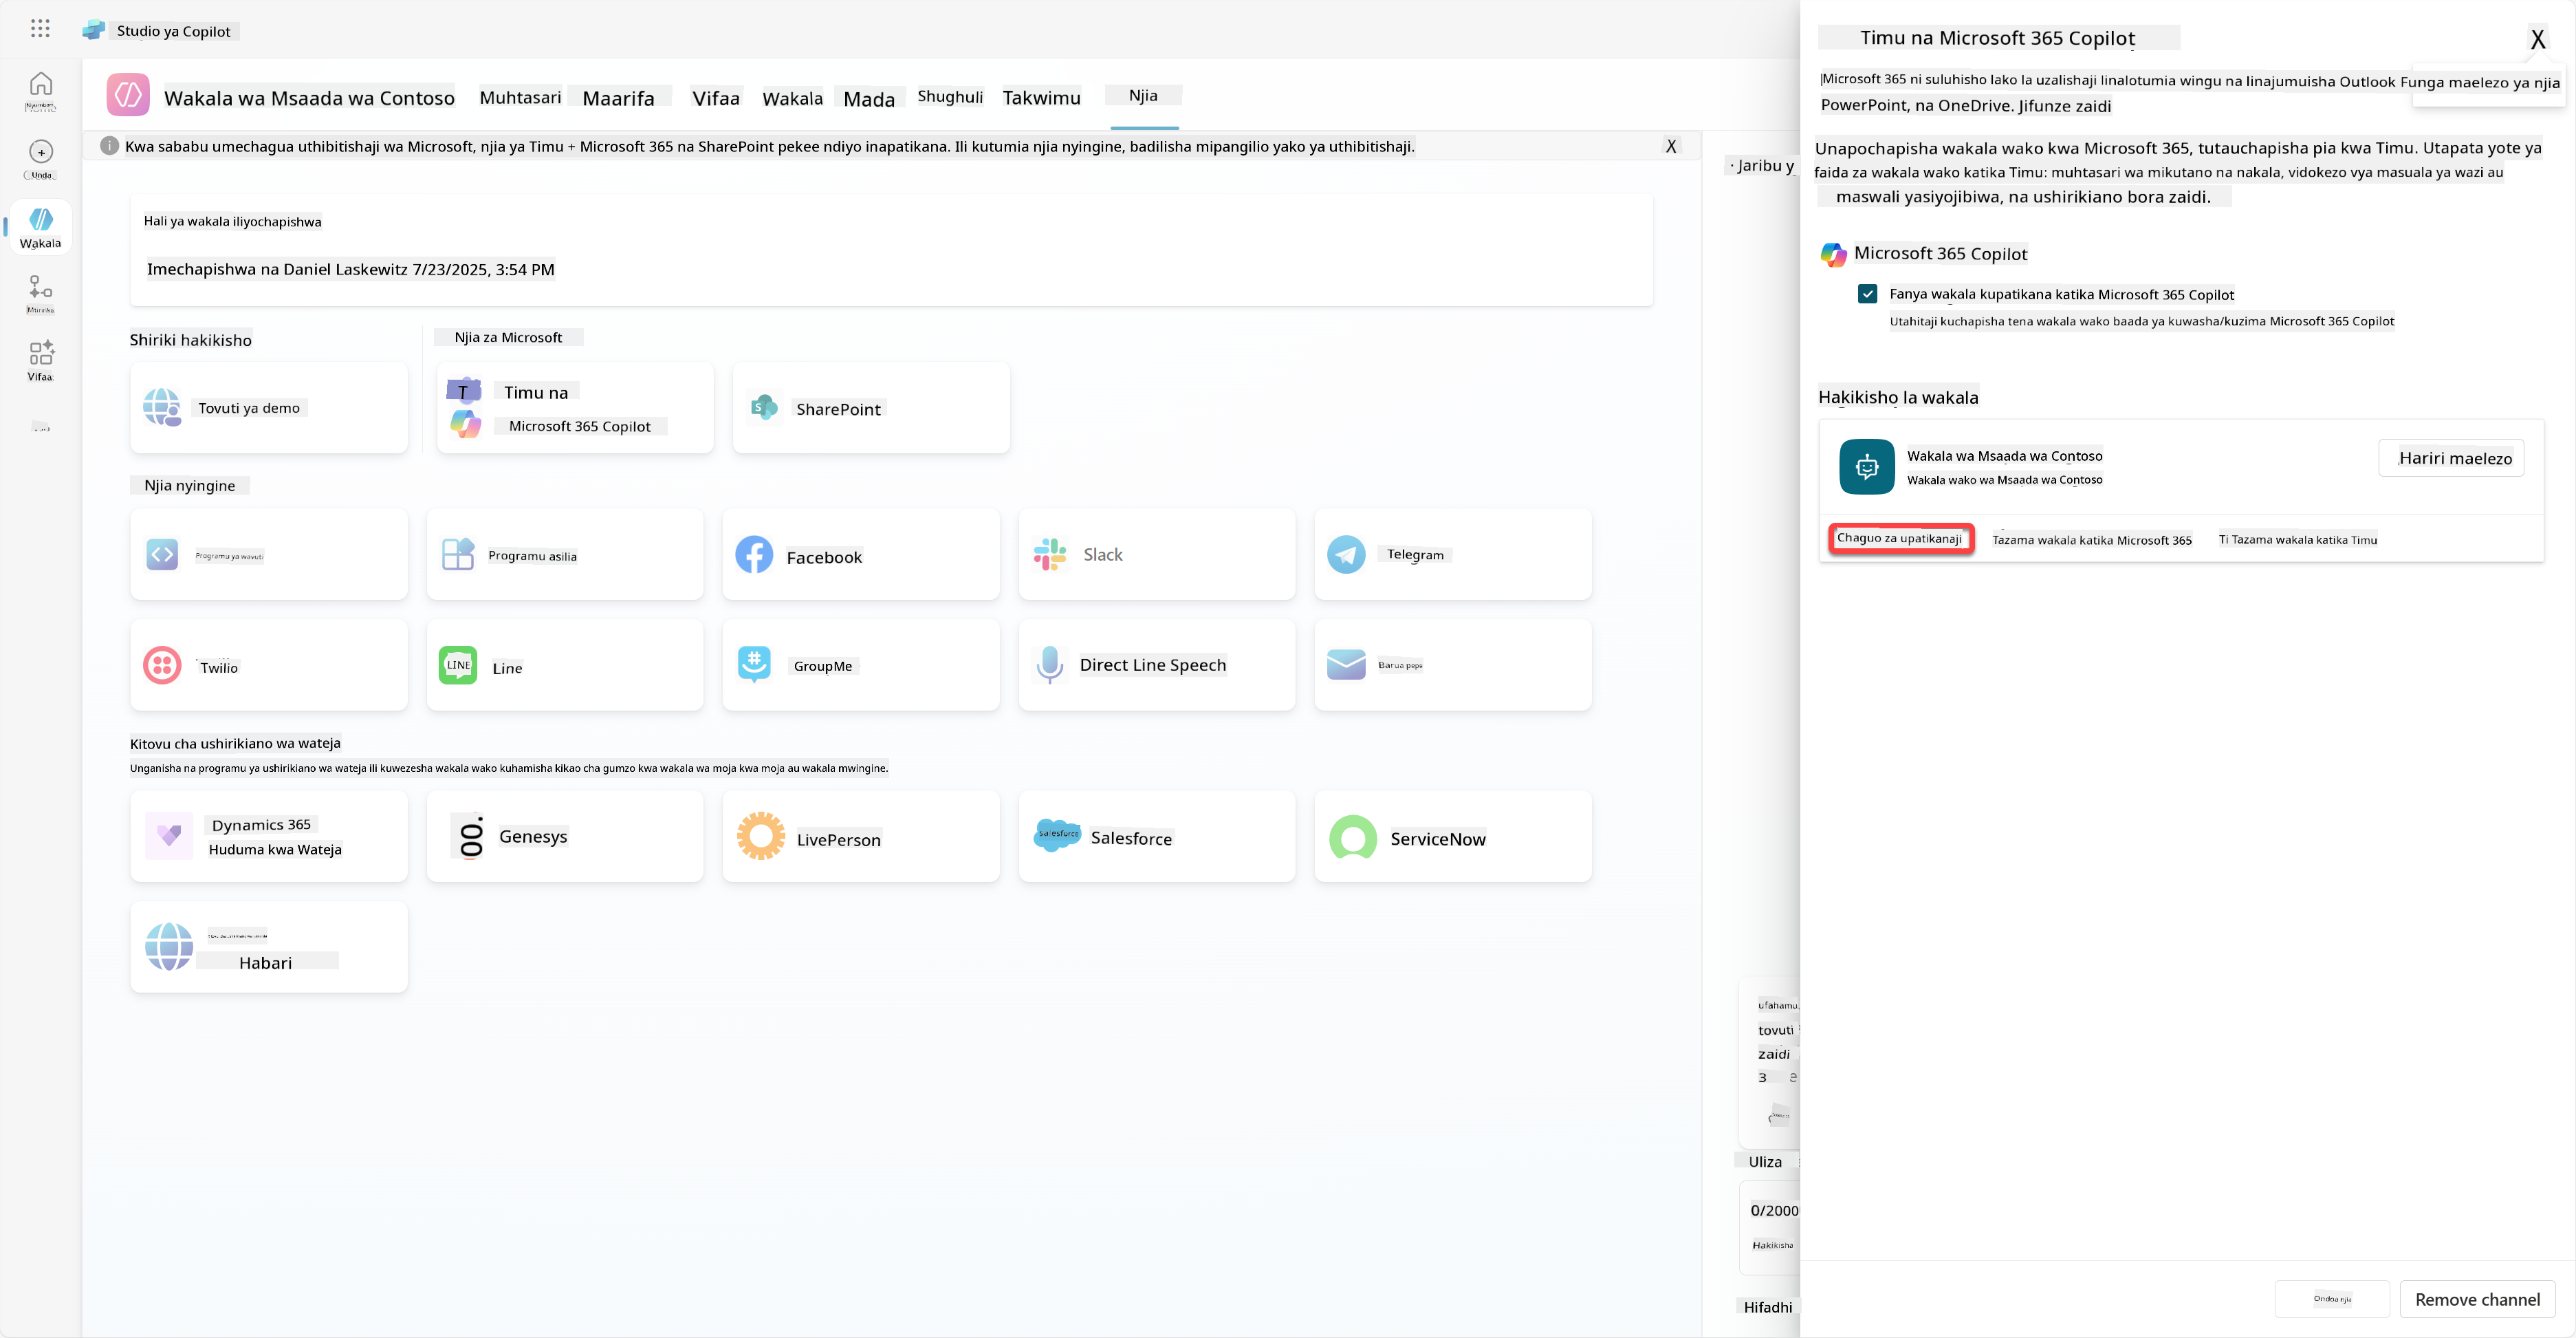 Studio ya Copilot
Unda
Wakala
Vifaa
Wakala wa Msaada wa Contoso
Muhtasari
Maarifa
Vifaa
Wakala
Mada
Shughuli
Takwimu
Njia
Kwa sababu umechagua uthibitishaji wa Microsoft, njia ya Timu + Microsoft 365 na SharePoint pekee ndiyo inapatikana. Ili kutumia njia nyingine, badilisha mipangilio yako ya uthibitishaji.
X
Hali ya wakala iliyochapishwa
Imechapishwa na Daniel Laskewitz 7/23/2025, 3:54 PM
Shiriki hakikisho
Njia za Microsoft
Tovuti ya demo
T
Timu na
Microsoft 365 Copilot
S
SharePoint
Njia nyingine
Programu ya wavuti
Programu asilia
Facebook
Slack
Telegram
Twilio
LINE
Line
GroupMe
Direct Line Speech
Barua pepe
Kitovu cha ushirikiano wa wateja
Unganisha na programu ya ushirikiano wa wateja ili kuwezesha wakala wako kuhamisha kikao cha gumzo kwa wakala wa moja kwa moja au wakala mwingine.
Dynamics 365
Huduma kwa Wateja
Genesys
LivePerson
salesforce
Salesforce
ServiceNow
Habari
· Jaribu y
ufahamu.
tovuti
zaidi
3
e
Uliza
0/2000
Hakikisha
Hifadhi
Timu na Microsoft 365 Copilot
X
Microsoft 365 ni suluhisho lako la uzalishaji linalotumia wingu na linajumuisha Outlook
Funga maelezo ya njia
PowerPoint, na OneDrive. Jifunze zaidi
Unapochapisha wakala wako kwa Microsoft 365, tutauchapisha pia kwa Timu. Utapata yote ya
faida za wakala wako katika Timu: muhtasari wa mikutano na nakala, vidokezo vya masuala ya wazi au
maswali yasiyojibiwa, na ushirikiano bora zaidi.
Microsoft 365 Copilot
Fanya wakala kupatikana katika Microsoft 365 Copilot
Utahitaji kuchapisha tena wakala wako baada ya kuwasha/kuzima Microsoft 365 Copilot
Hakikisho la wakala
Wakala wa Msaada wa Contoso
Wakala wako wa Msaada wa Contoso
Hariri maelezo
Chaguo za upatikanaji
Tazama wakala katika Microsoft 365
Ti Tazama wakala katika Timu
Ondoa njia
Remove channel